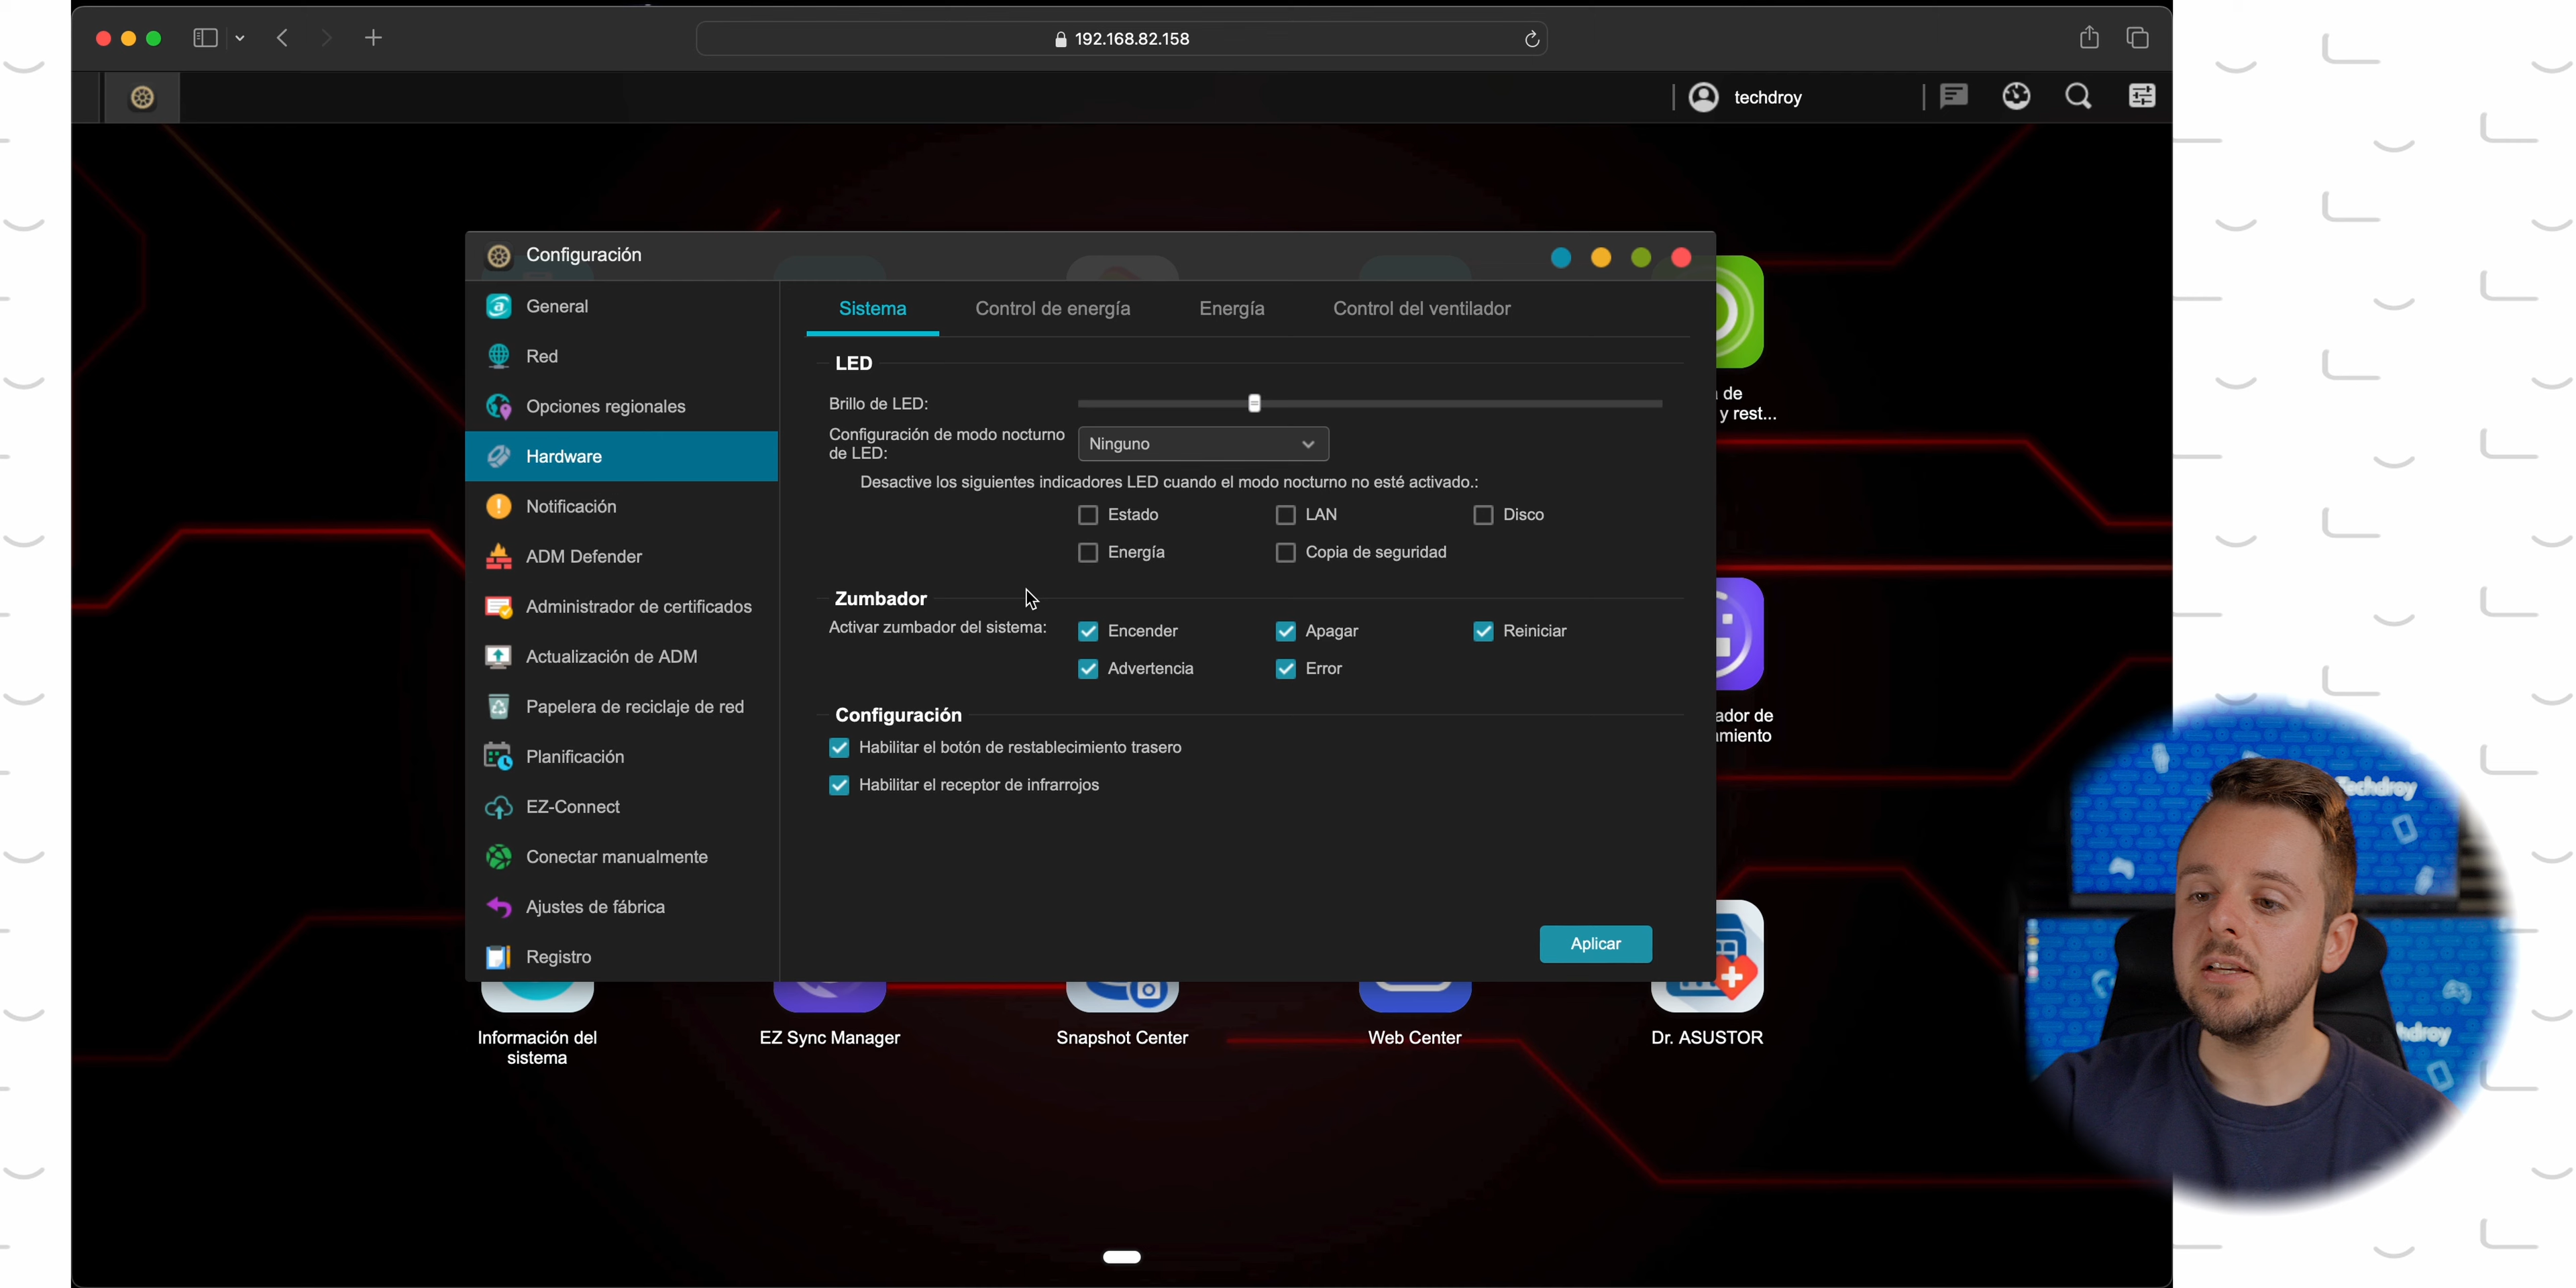 192.168.82.158
techdroy
Configuración
General
Red
Opciones regionales
Hardware
Notificación
ADM Defender
Administrador de certificados
Actualización de ADM
Papelera de reciclaje de red
Planificación
EZ-Connect
Conectar manualmente
Ajustes de fábrica
Registro
Sistema
Control de energía
Energía
Control del ventilador
LED
Brillo de LED:
Configuración de modo nocturno
de LED:
Ninguno
Desactive los siguientes indicadores LED cuando el modo nocturno no esté activado.:
Estado
LAN
Disco
Energía
Copia de seguridad
Zumbador
Activar zumbador del sistema:
Encender
Apagar
Reiniciar
Advertencia
Error
Configuración
Habilitar el botón de restablecimiento trasero
Habilitar el receptor de infrarrojos
Aplicar
de
y rest...
ador de
miento
Información del
sistema
EZ Sync Manager
Snapshot Center
Web Center
Dr. ASUSTOR
Techdroy
hdroy